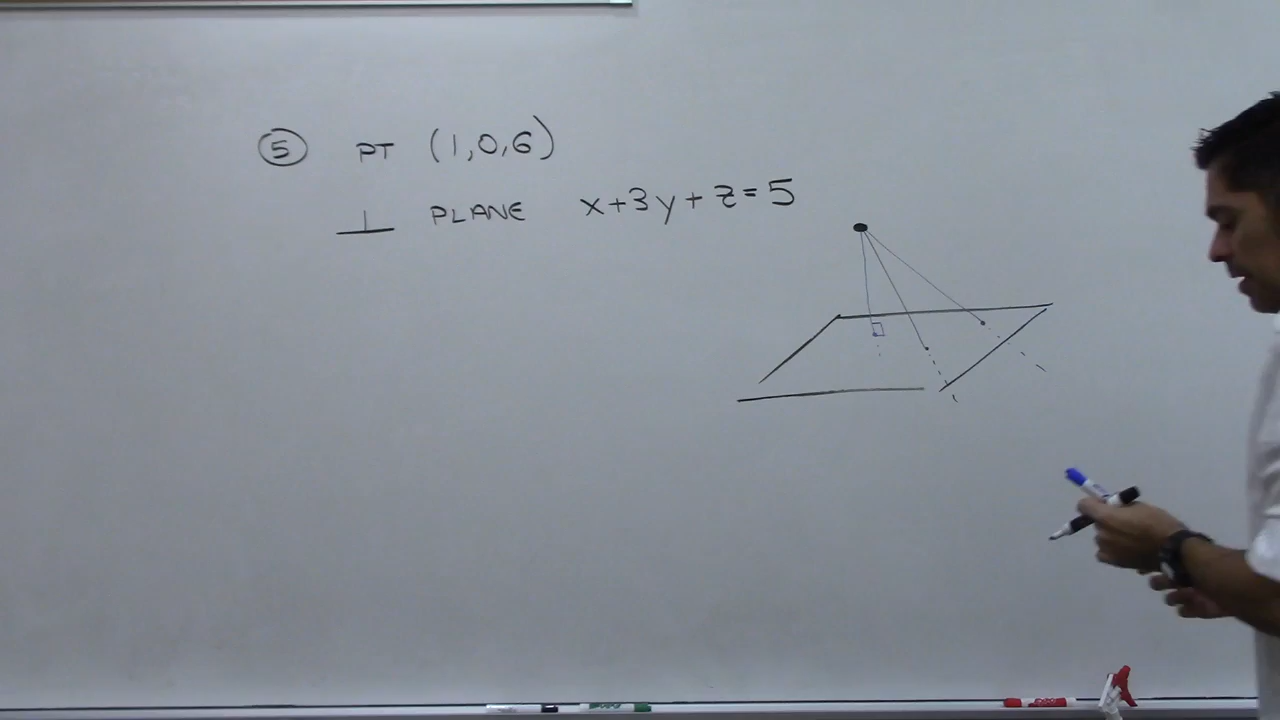 ⑤ PT (1,0,6)
⊥ PLANE x+3y+z=5